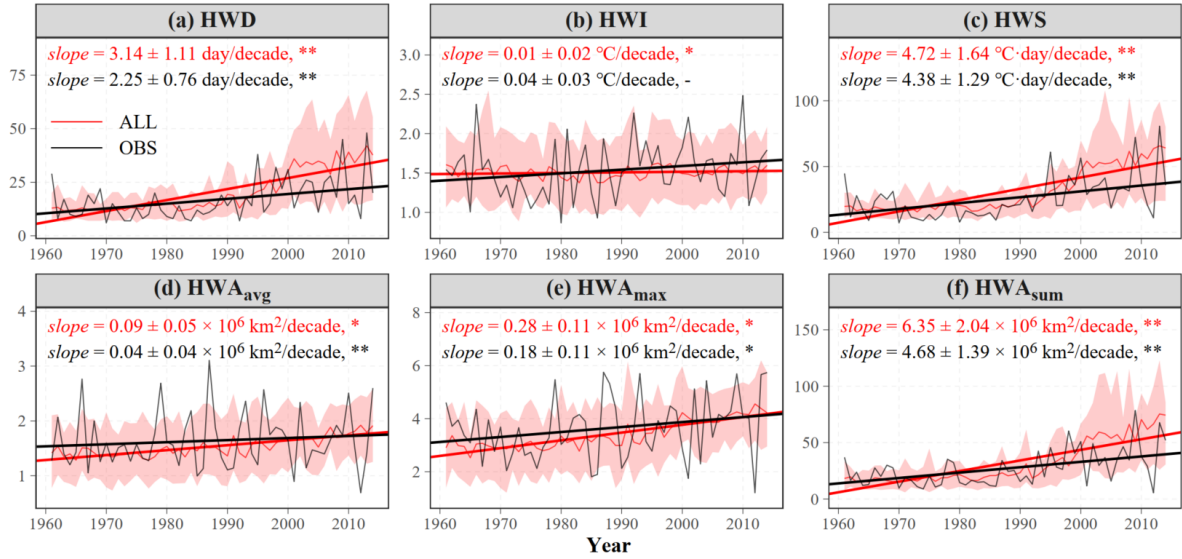 (a) HWD
slope = 3.14 ± 1.11 day/decade, **
slope = 2.25 ± 0.76 day/decade, **
ALL
OBS
75
50
25
0
1960 1970 1980 1990 2000 2010
(b) HWI
slope = 0.01 ± 0.02 °C/decade, *
slope = 0.04 ± 0.03 °C/decade, -
3.0
2.5
2.0
1.5
1.0
1960 1970 1980 1990 2000 2010
(c) HWS
slope = 4.72 ± 1.64 °C·day/decade, **
slope = 4.38 ± 1.29 °C·day/decade, **
100
50
0
1960 1970 1980 1990 2000 2010
(d) HWAavg
slope = 0.09 ± 0.05 × 10⁶ km²/decade, *
slope = 0.04 ± 0.04 × 10⁶ km²/decade, **
4
3
2
1
1960 1970 1980 1990 2000 2010
(e) HWAmax
slope = 0.28 ± 0.11 × 10⁶ km²/decade, *
slope = 0.18 ± 0.11 × 10⁶ km²/decade, *
8
6
4
2
1960 1970 1980 1990 2000 2010
(f) HWAsum
slope = 6.35 ± 2.04 × 10⁶ km²/decade, **
slope = 4.68 ± 1.39 × 10⁶ km²/decade, **
150
100
50
0
1960 1970 1980 1990 2000 2010
Year